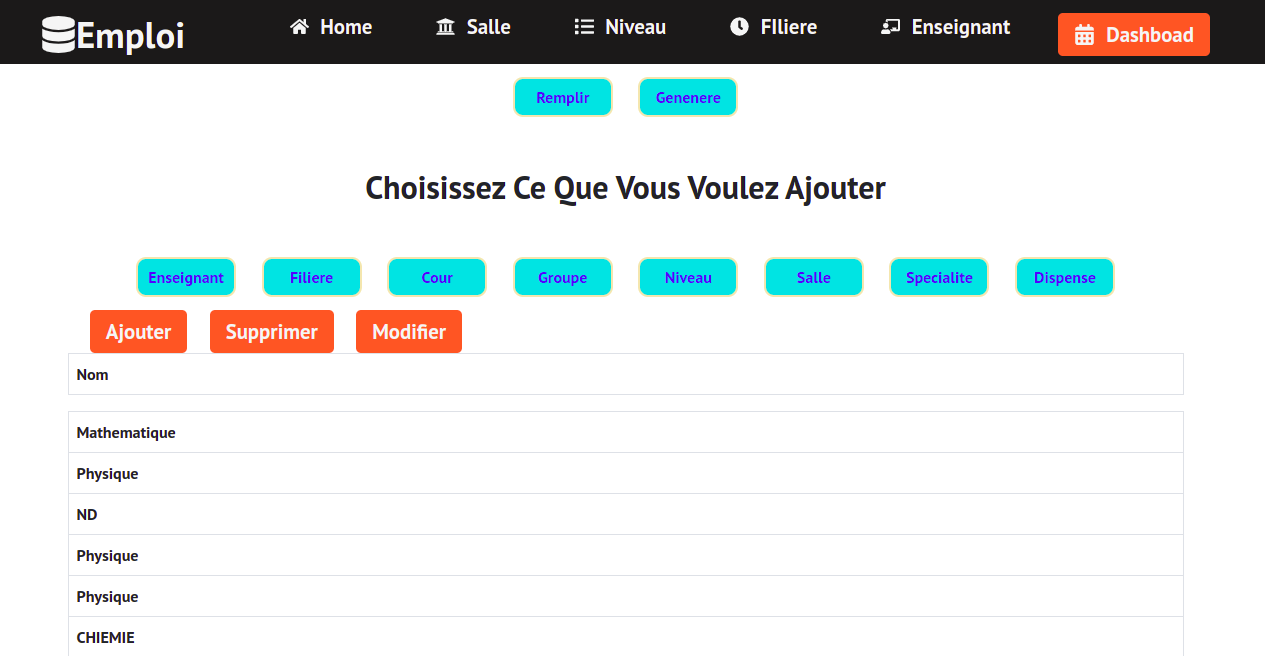 Emploi Home Salle Niveau FIliere Enseignant Dashboad
Remplir Genenere
Choisissez Ce Que Vous Voulez Ajouter
Enseignant Filiere Cour Groupe Niveau Salle Specialite Dispense
Ajouter Supprimer Modifier
Nom
Mathematique
Physique
ND
Physique
Physique
CHIEMIE